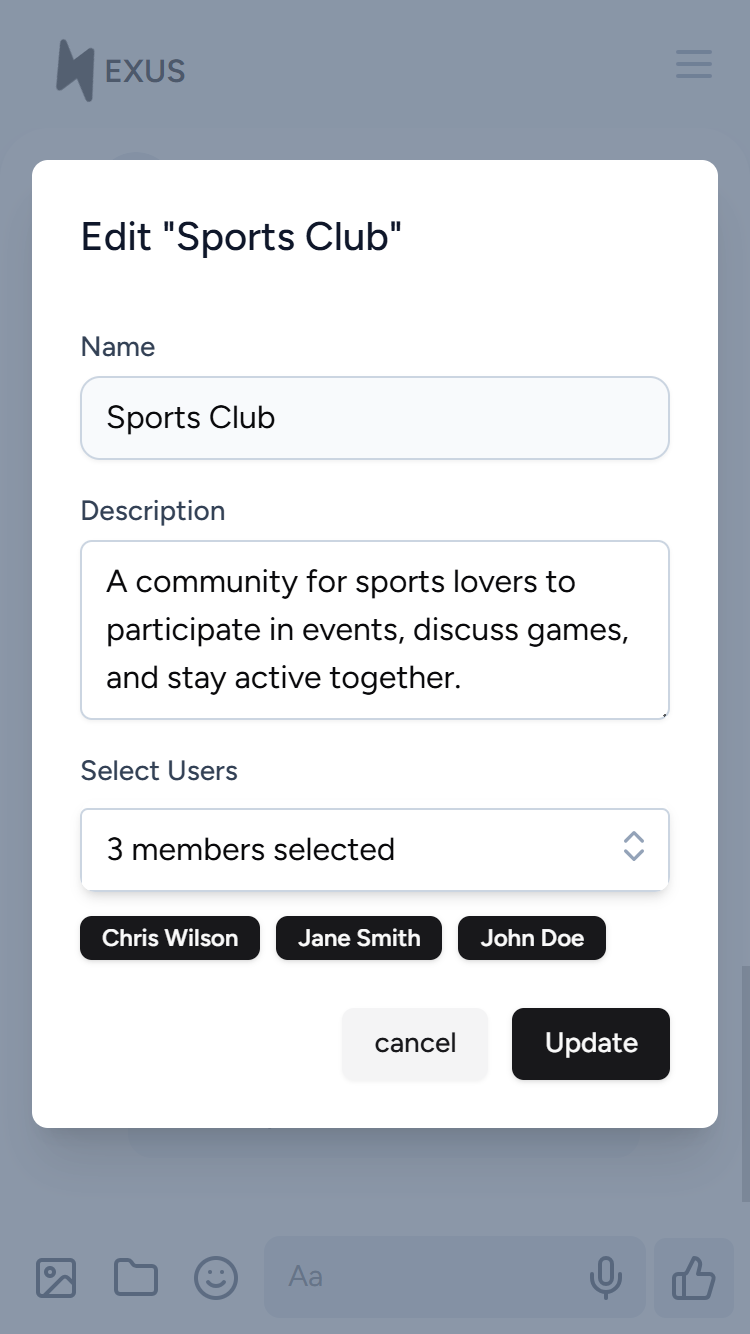 EXUS
Edit "Sports Club"
Name
Sports Club
Description
A community for sports lovers to
participate in events, discuss games,
and stay active together.
Select Users
3 members selected
Chris Wilson Jane Smith John Doe
cancel Update
Aa